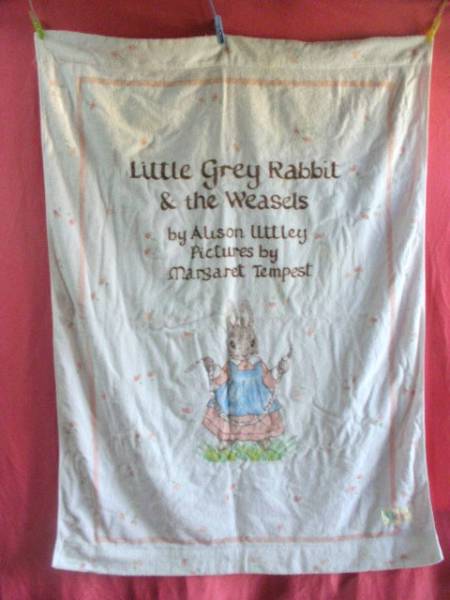 Little Grey Rabbit
& the Weasels
by Alison Uttley
Pictures by
Margaret Tempest